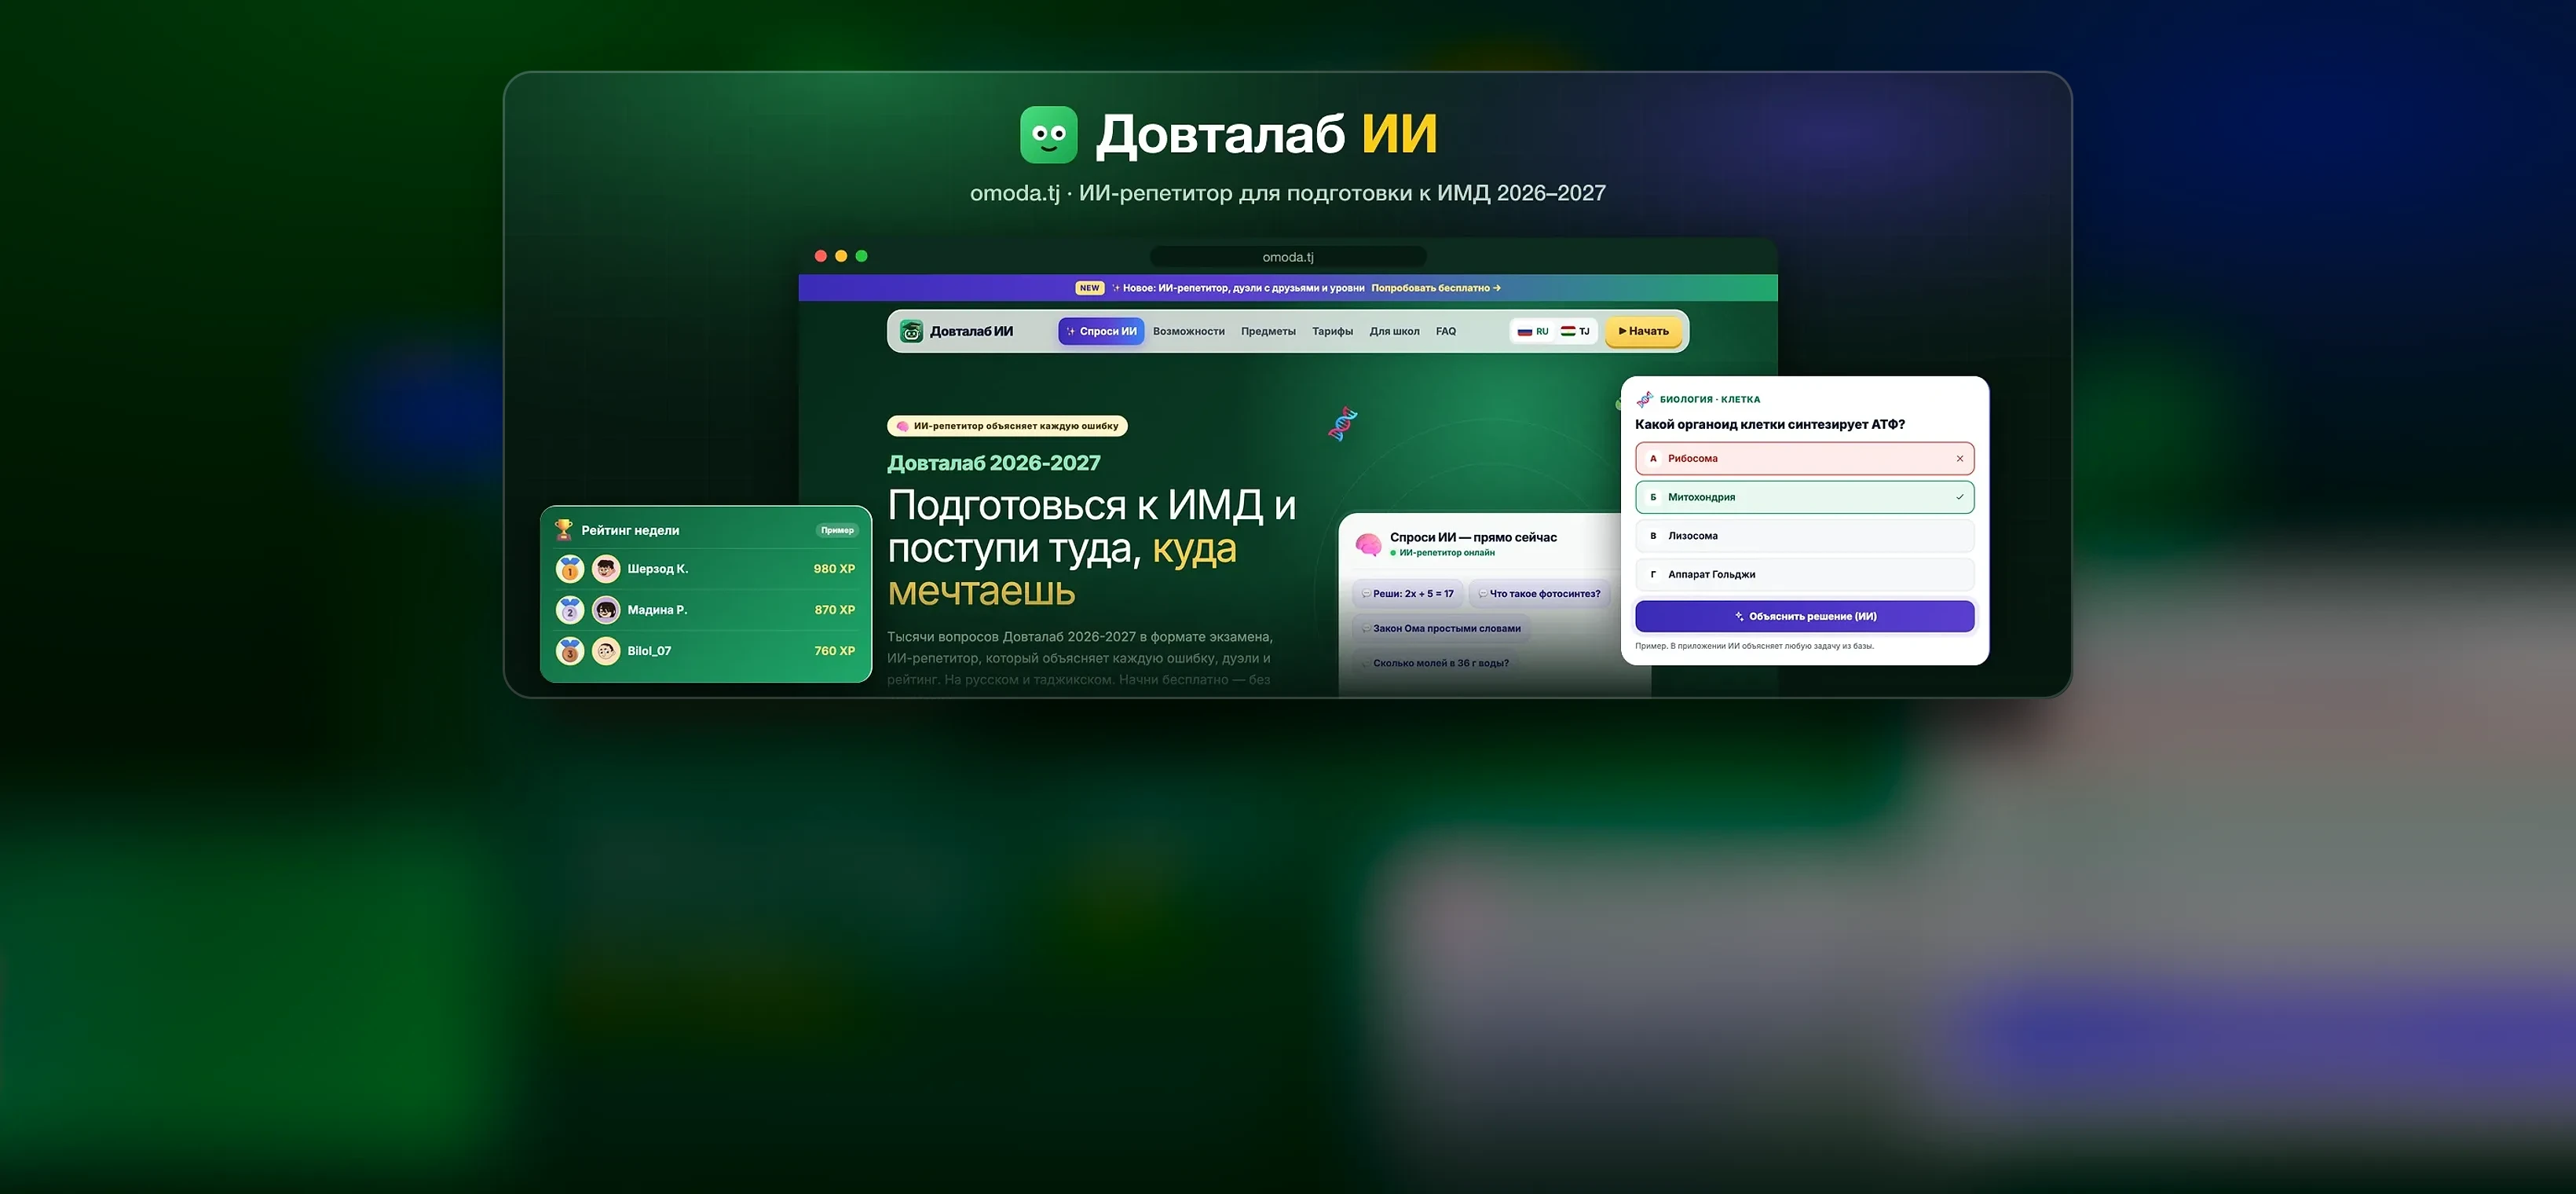 Довталаб ИИ
omoda.tj · ИИ-репетитор для подготовки к ИМД 2026–2027
omoda.tj
NEW Новое: ИИ-репетитор, дуэли с друзьями и уровни Попробовать бесплатно →
Довталаб ИИ Спроси ИИ Возможности Предметы Тарифы Для школ FAQ RU TJ Начать
ИИ-репетитор объясняет каждую ошибку
Довталаб 2026-2027
Подготовься к ИМД и
поступи туда, куда
мечтаешь
Тысячи вопросов Довталаб 2026-2027 в формате экзамена,
ИИ-репетитор, который объясняет каждую ошибку, дуэли и
рейтинг. На русском и таджикском. Начни бесплатно — без
Рейтинг недели Пример
1 Шерзод К. 980 XP
2 Мадина Р. 870 XP
3 Bilol_07 760 XP
Спроси ИИ — прямо сейчас
ИИ-репетитор онлайн
Реши: 2x + 5 = 17 Что такое фотосинтез?
Закон Ома простыми словами
Сколько молей в 36 г воды?
БИОЛОГИЯ · КЛЕТКА
Какой органоид клетки синтезирует АТФ?
А Рибосома
Б Митохондрия
В Лизосома
Г Аппарат Гольджи
Объяснить решение (ИИ)
Пример. В приложении ИИ объясняет любую задачу из базы.